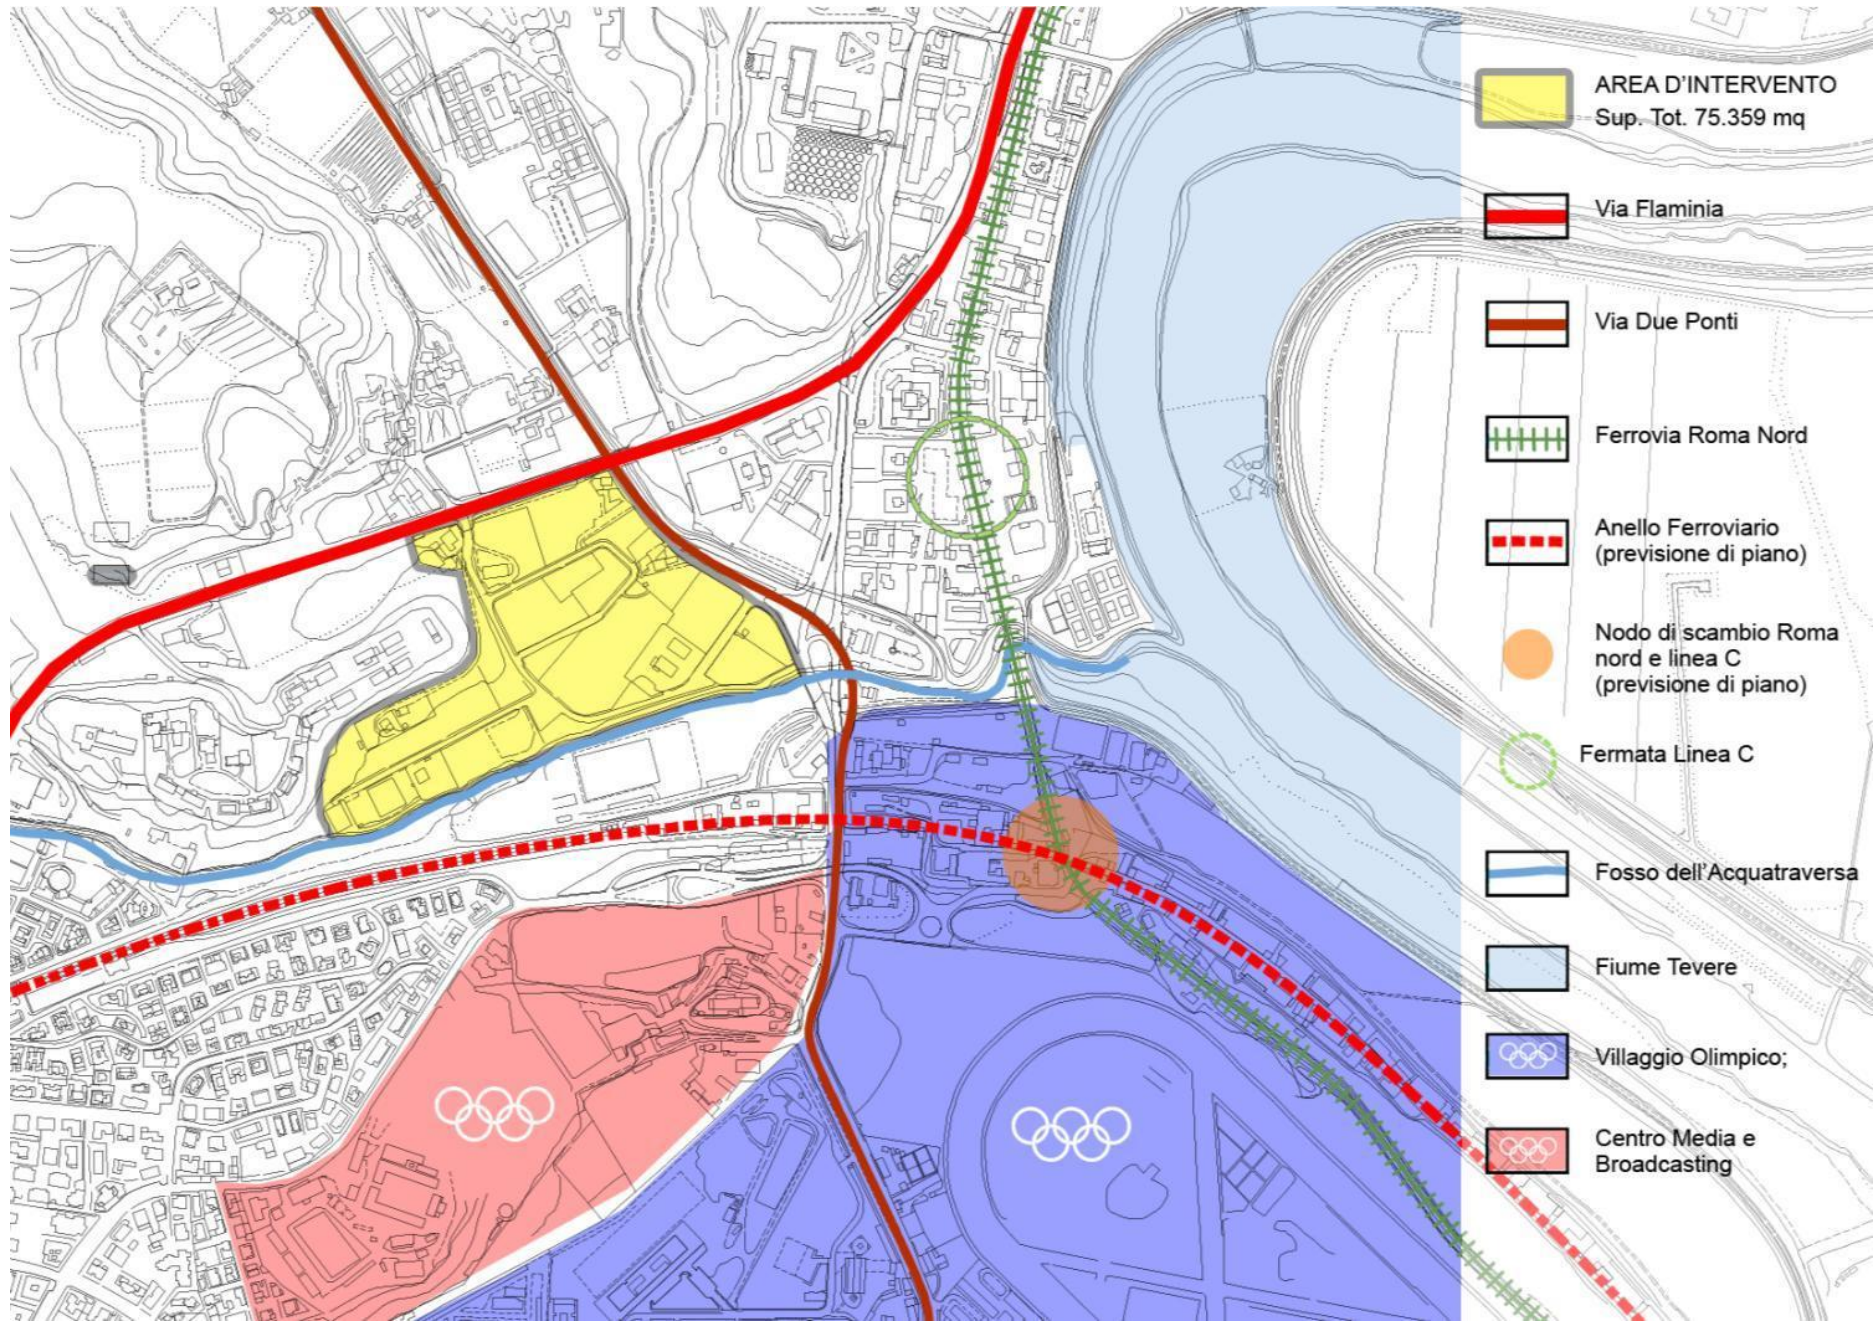 AREA D'INTERVENTO
Sup. Tot. 75.359 mq
Via Flaminia
Via Due Ponti
Ferrovia Roma Nord
Anello Ferroviario
(previsione di piano)
Nodo di scambio Roma
nord e linea C
(previsione di piano)
Fermata Linea C
Fosso dell'Acquatraversa
Fiume Tevere
Villaggio Olimpico;
Centro Media e
Broadcasting